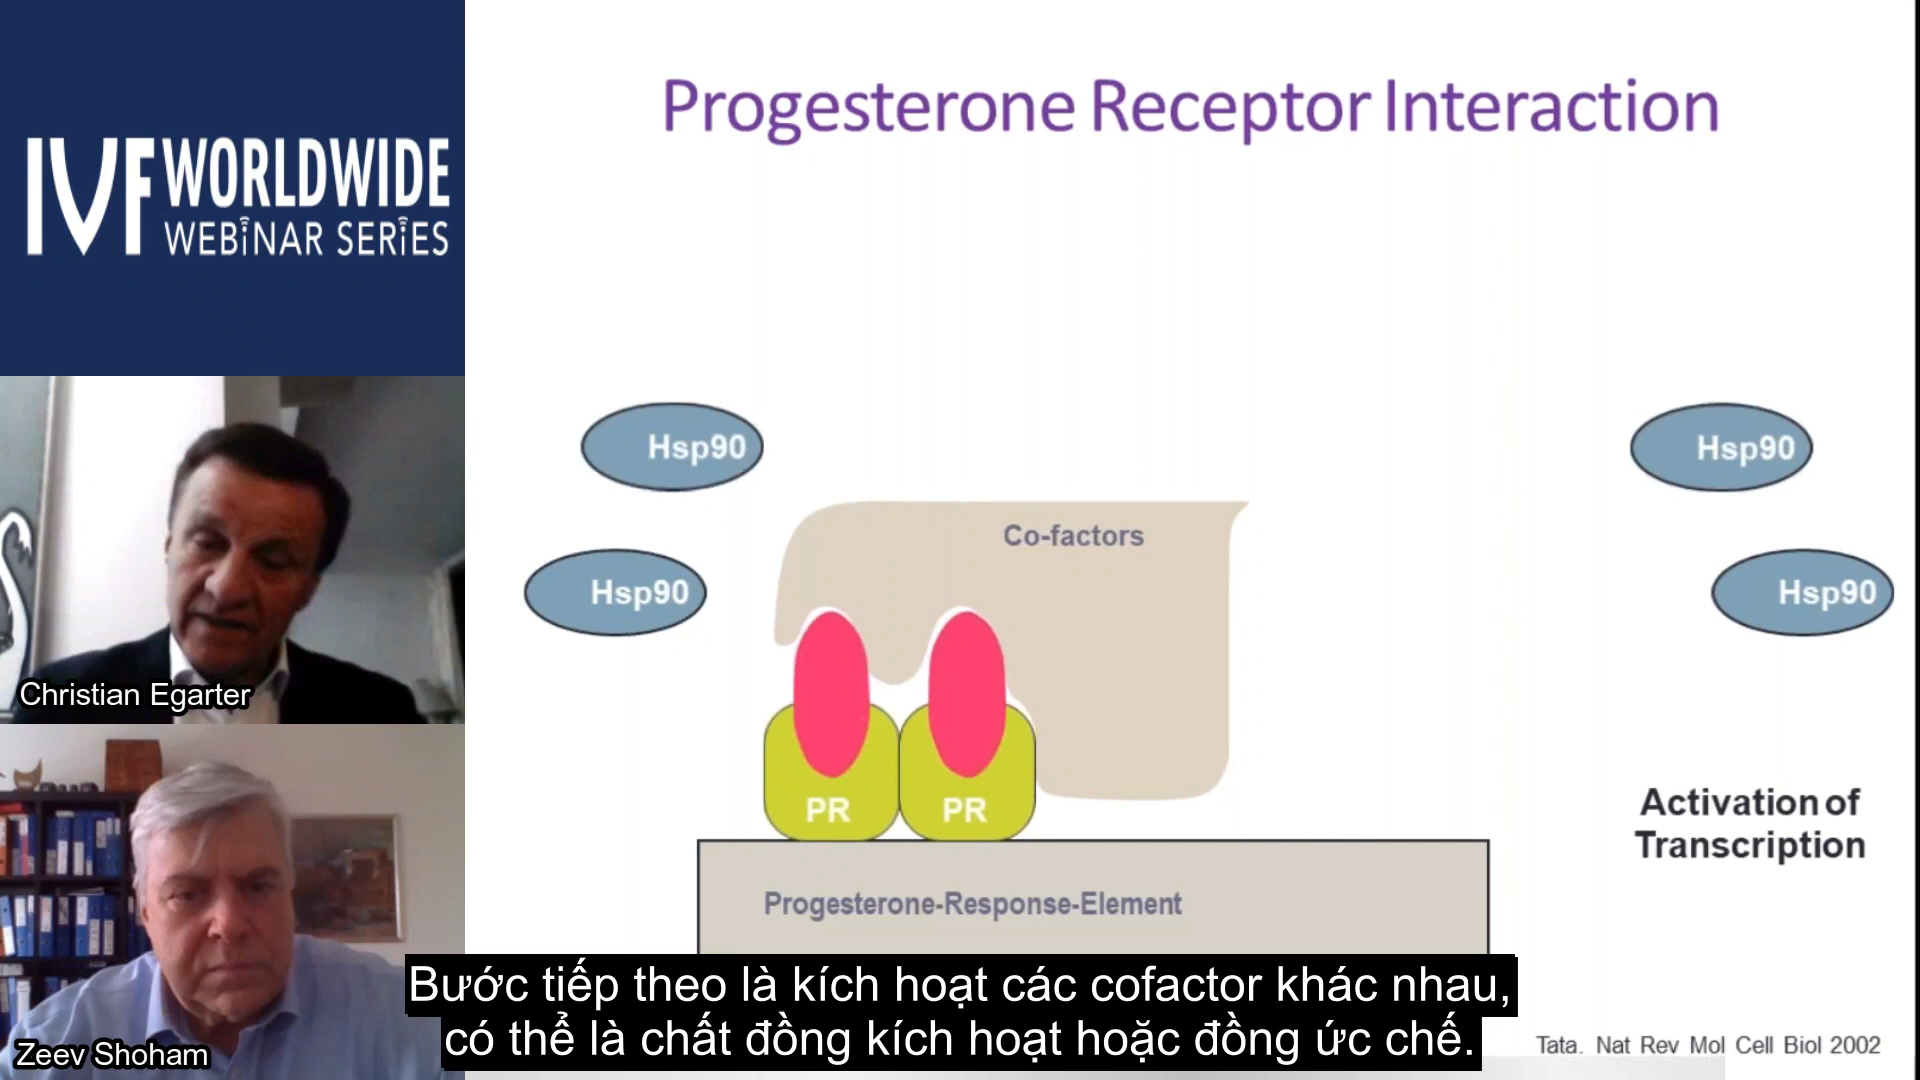 IVF WORLDWIDE
WEBINAR SERIES
Christian Egarter
Zeev Shoham
Progesterone Receptor Interaction
Hsp90
Hsp90
Hsp90
Hsp90
Co-factors
PR
PR
Activation of
Transcription
Progesterone-Response-Element
Bước tiếp theo là kích hoạt các cofactor khác nhau,
có thể là chất đồng kích hoạt hoặc đồng ức chế.
Tata. Nat Rev Mol Cell Biol 2002